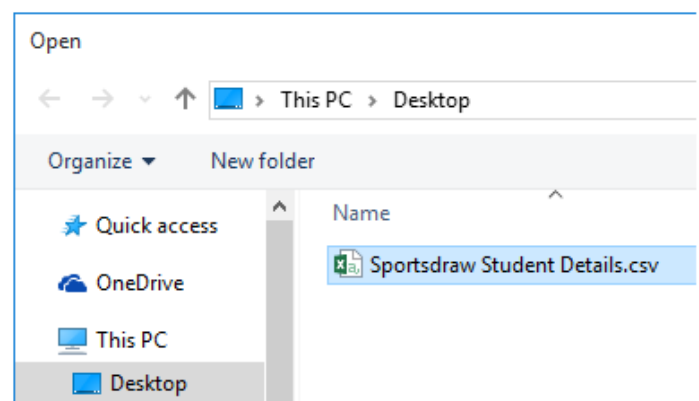 Open
This PC > Desktop
Organize New folder
Name
Quick access
Sportsdraw Student Details.csv
OneDrive
This PC
Desktop